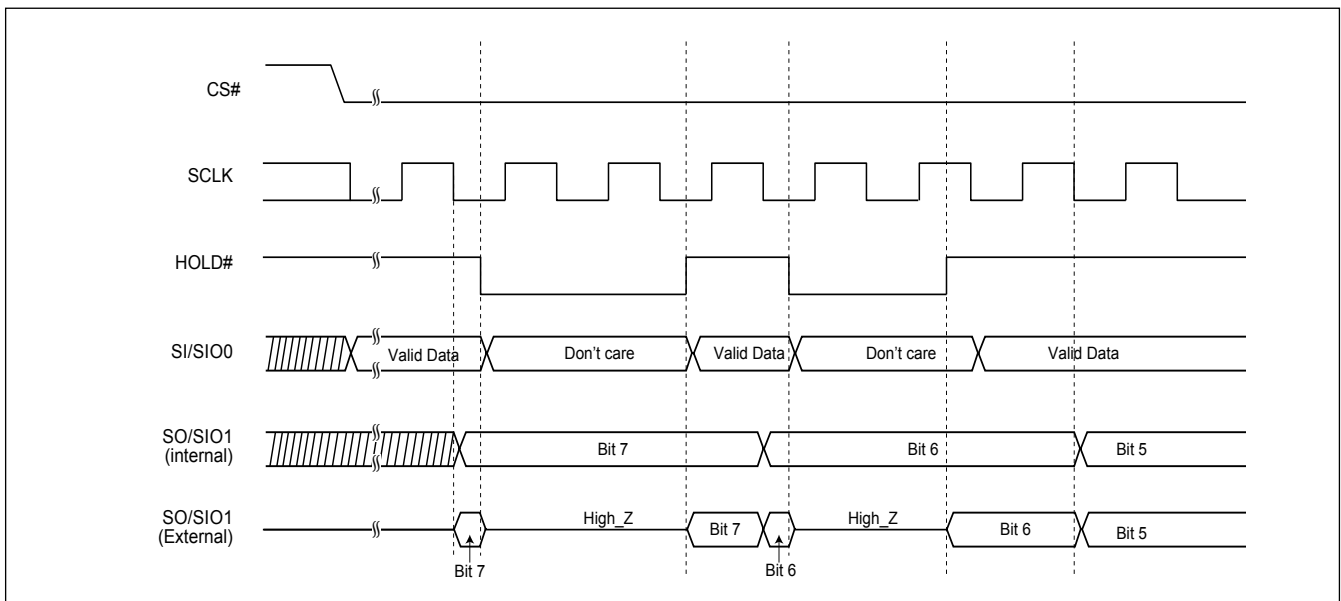 CS#
SCLK
HOLD#
SI/SIO0
Valid Data
Don't care
Valid Data
Don't care
Valid Data
SO/SIO1
(internal)
Bit 7
Bit 6
Bit 5
SO/SIO1
(External)
High_Z
Bit 7
High_Z
Bit 6
Bit 5
Bit 7
Bit 6